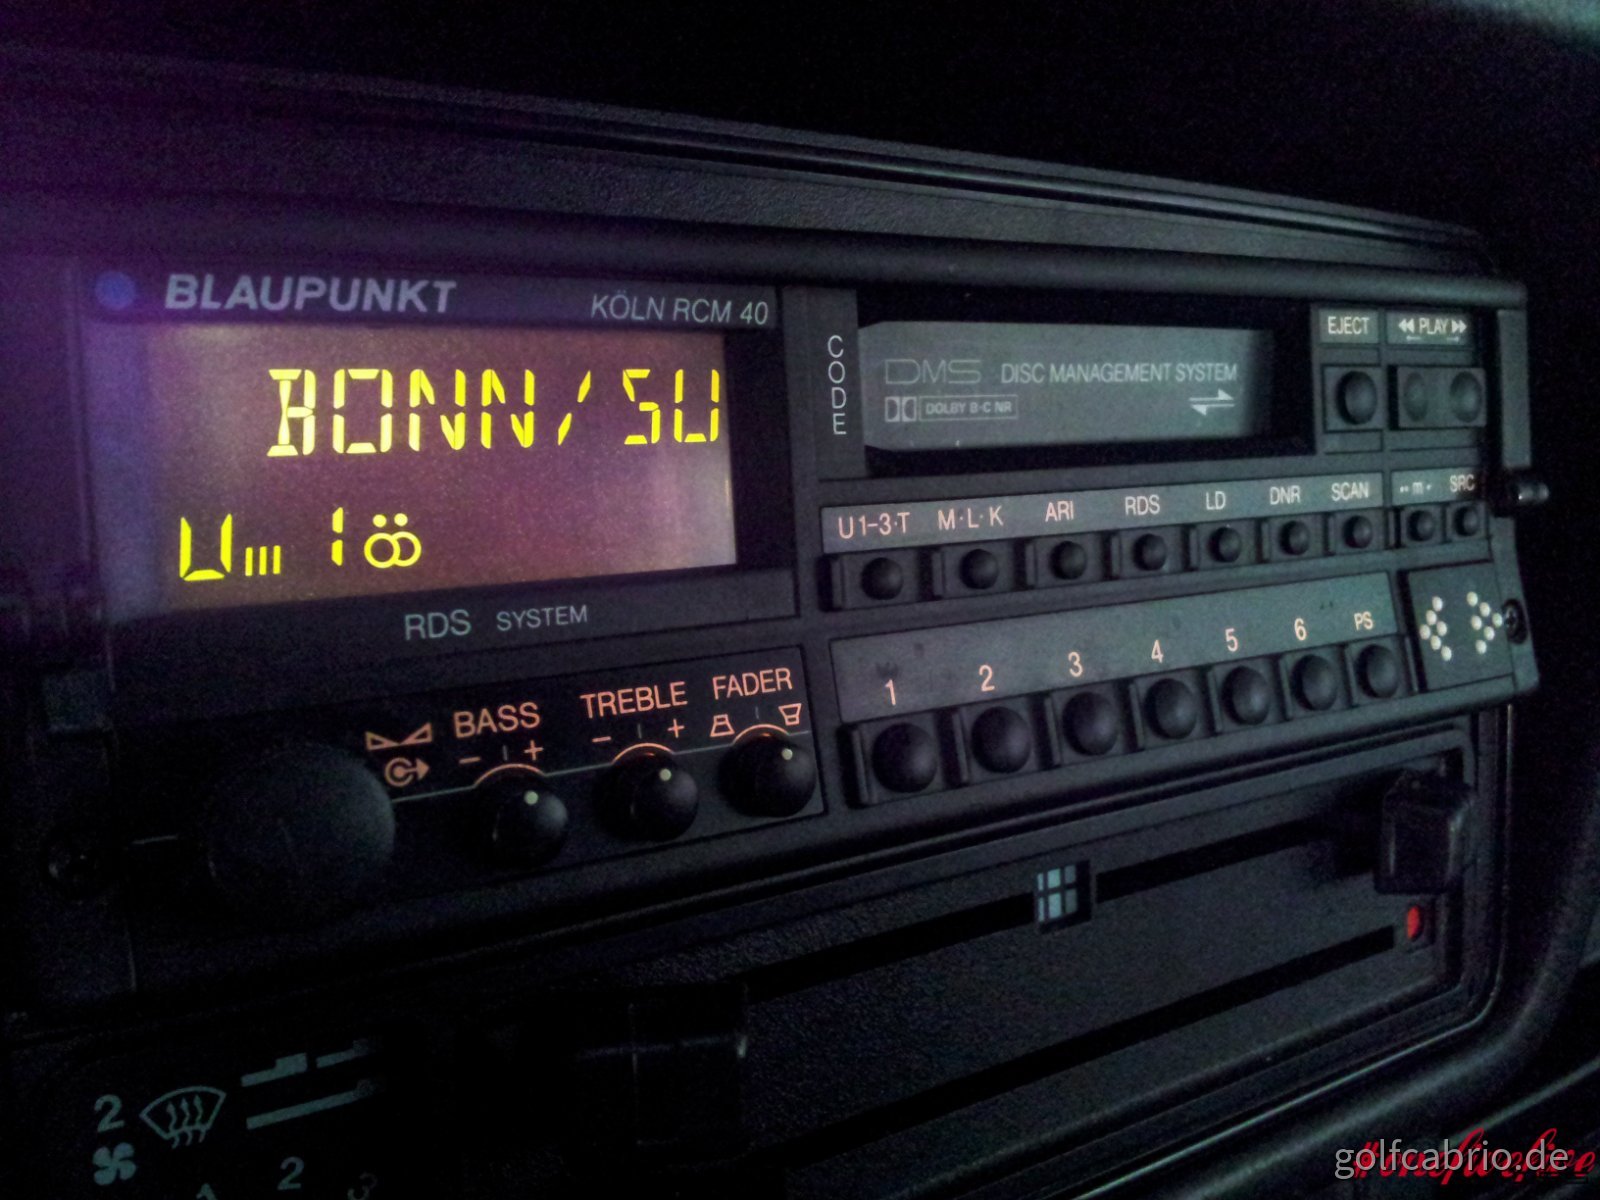 BLAUPUNKT
KÖLN RCM 40
BONN/SU
U III 1
RDS SYSTEM
CODE
DMS DISC MANAGEMENT SYSTEM
DOLBY B·C NR
EJECT
PLAY
U1-3·T M·L·K ARI RDS LD DNR SCAN ··m· SRC
1 2 3 4 5 6 PS
BASS
- +
TREBLE
- +
FADER
2
2
golfcabrio.de